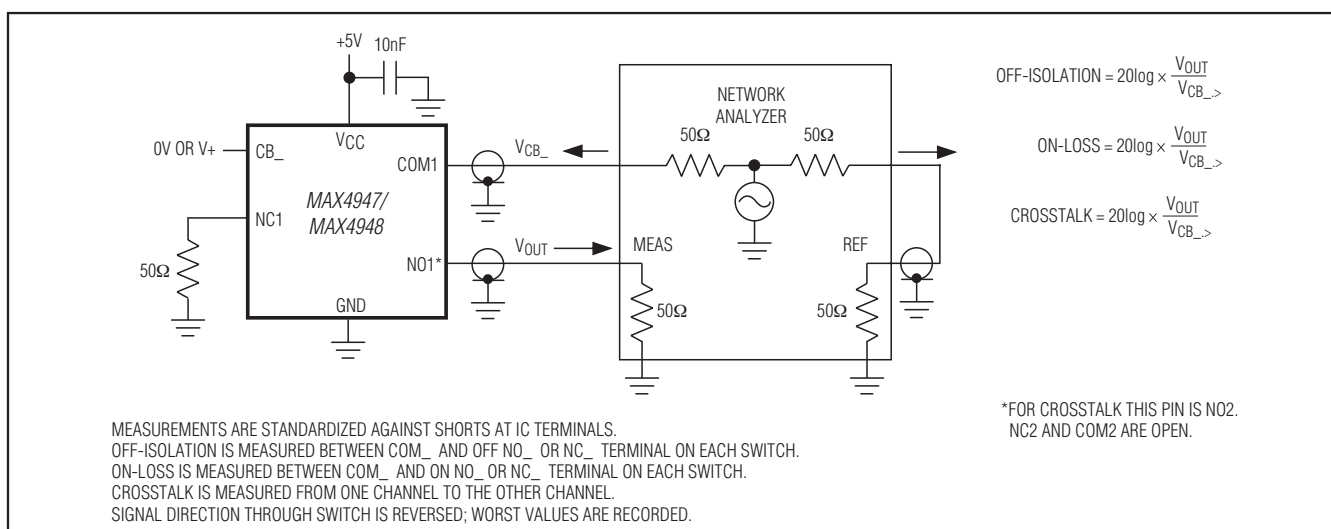 +5V
10nF
0V OR V+
CB_
VCC
COM1
MAX4947/
MAX4948
NC1
NO1*
GND
50Ω
VCB_
VOUT
NETWORK
ANALYZER
50Ω
50Ω
MEAS
REF
50Ω
50Ω
OFF-ISOLATION = 20log × VOUT
VCB_.>
ON-LOSS = 20log × VOUT
VCB_.>
CROSSTALK = 20log × VOUT
VCB_.>
MEASUREMENTS ARE STANDARDIZED AGAINST SHORTS AT IC TERMINALS.
OFF-ISOLATION IS MEASURED BETWEEN COM_ AND OFF NO_ OR NC_ TERMINAL ON EACH SWITCH.
ON-LOSS IS MEASURED BETWEEN COM_ AND ON NO_ OR NC_ TERMINAL ON EACH SWITCH.
CROSSTALK IS MEASURED FROM ONE CHANNEL TO THE OTHER CHANNEL.
SIGNAL DIRECTION THROUGH SWITCH IS REVERSED; WORST VALUES ARE RECORDED.
*FOR CROSSTALK THIS PIN IS NO2.
NC2 AND COM2 ARE OPEN.